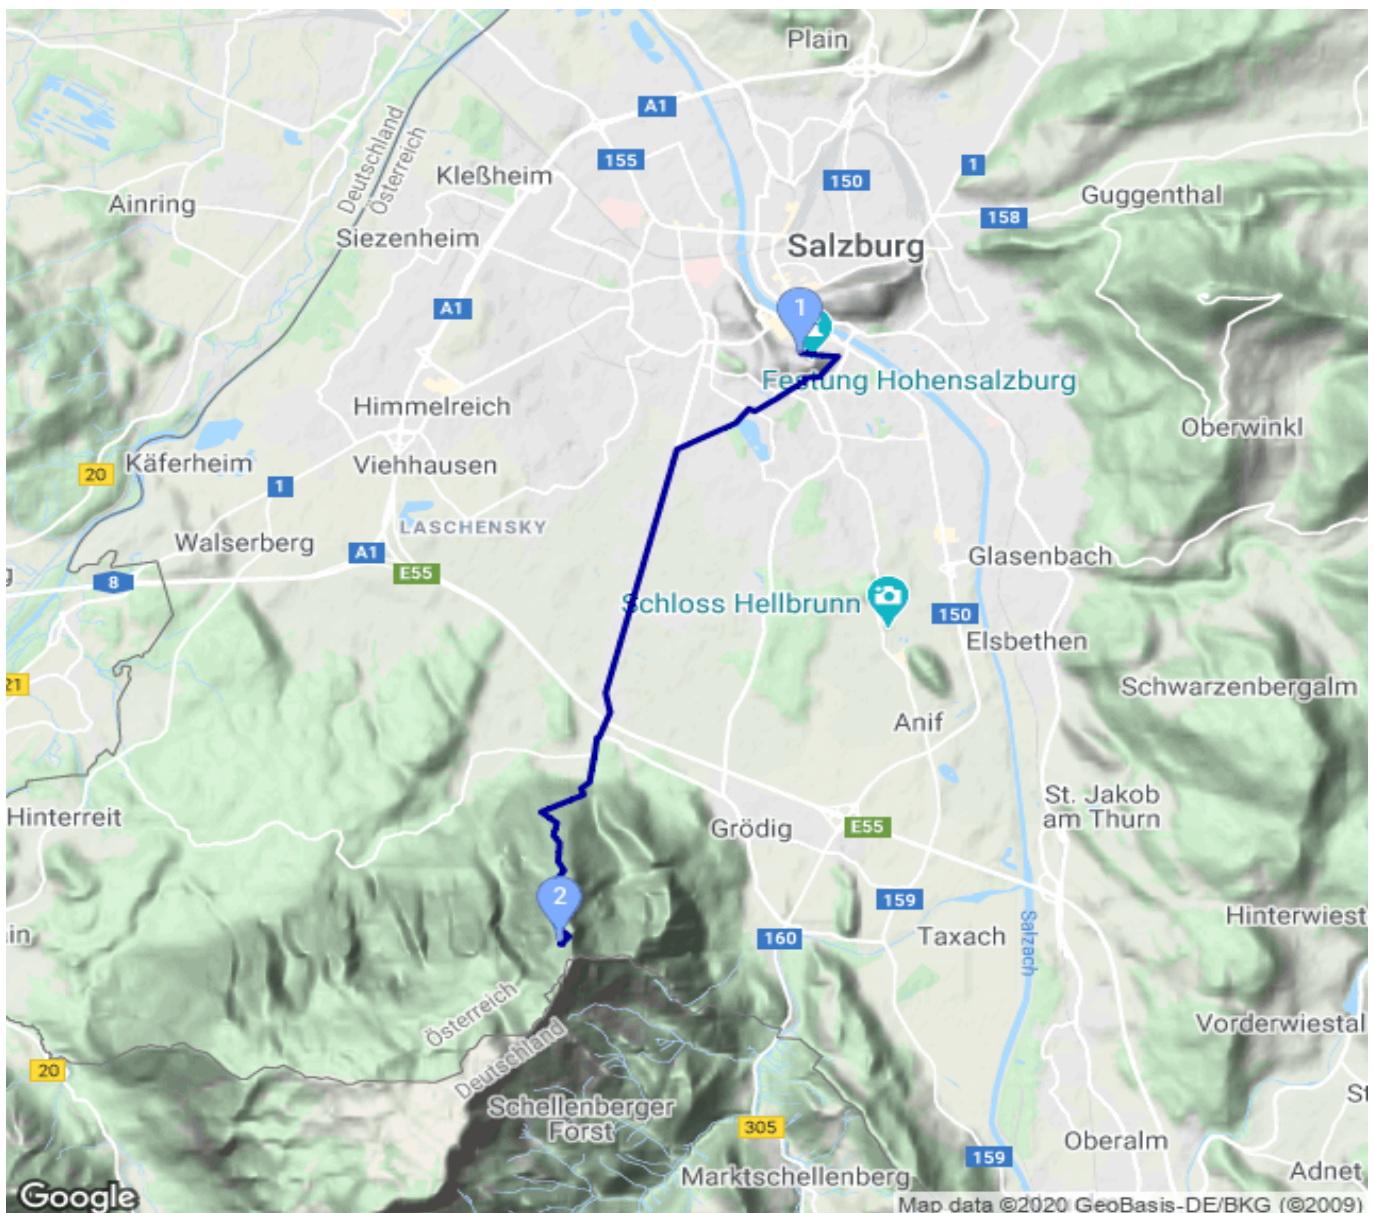 Plain
A1
155
150
1
Kleßheim
Deutschland
Österreich
Ainring
Guggenthal
158
Siezenheim
Salzburg
A1
1
Festung Hohensalzburg
Himmelreich
Oberwinkl
Käferheim
20
Viehhausen
1
LASCHENSKY
Walserberg
A1
Glasenbach
E55
8
Schloss Hellbrunn
150
Elsbethen
21
Schwarzenbergalm
Anif
St. Jakob
am Thurn
Hinterreit
Grödig
E55
2
159
Hinterwiest
160
Taxach
Salzach
Österreich
Deutschland
Vorderwiestal
20
Schellenberger
Forst
305
Oberalm
159
Adnet
Marktschellenberg
Google
Map data ©2020 GeoBasis-DE/BKG (©2009)